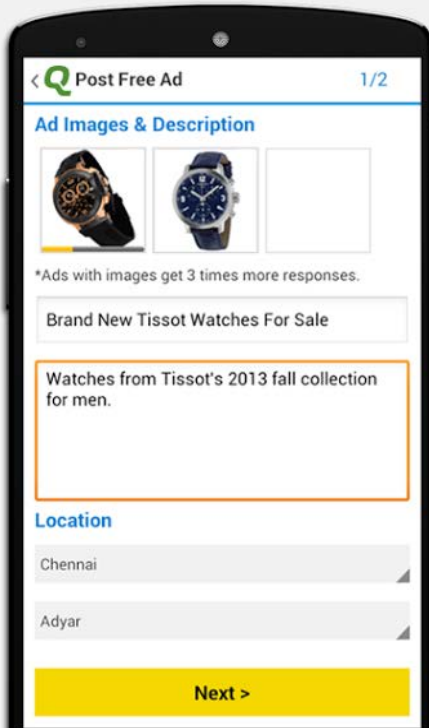 < Q Post Free Ad 1/2
Ad Images & Description
*Ads with images get 3 times more responses.
Brand New Tissot Watches For Sale
Watches from Tissot's 2013 fall collection
for men.
Location
Chennai
Adyar
Next >